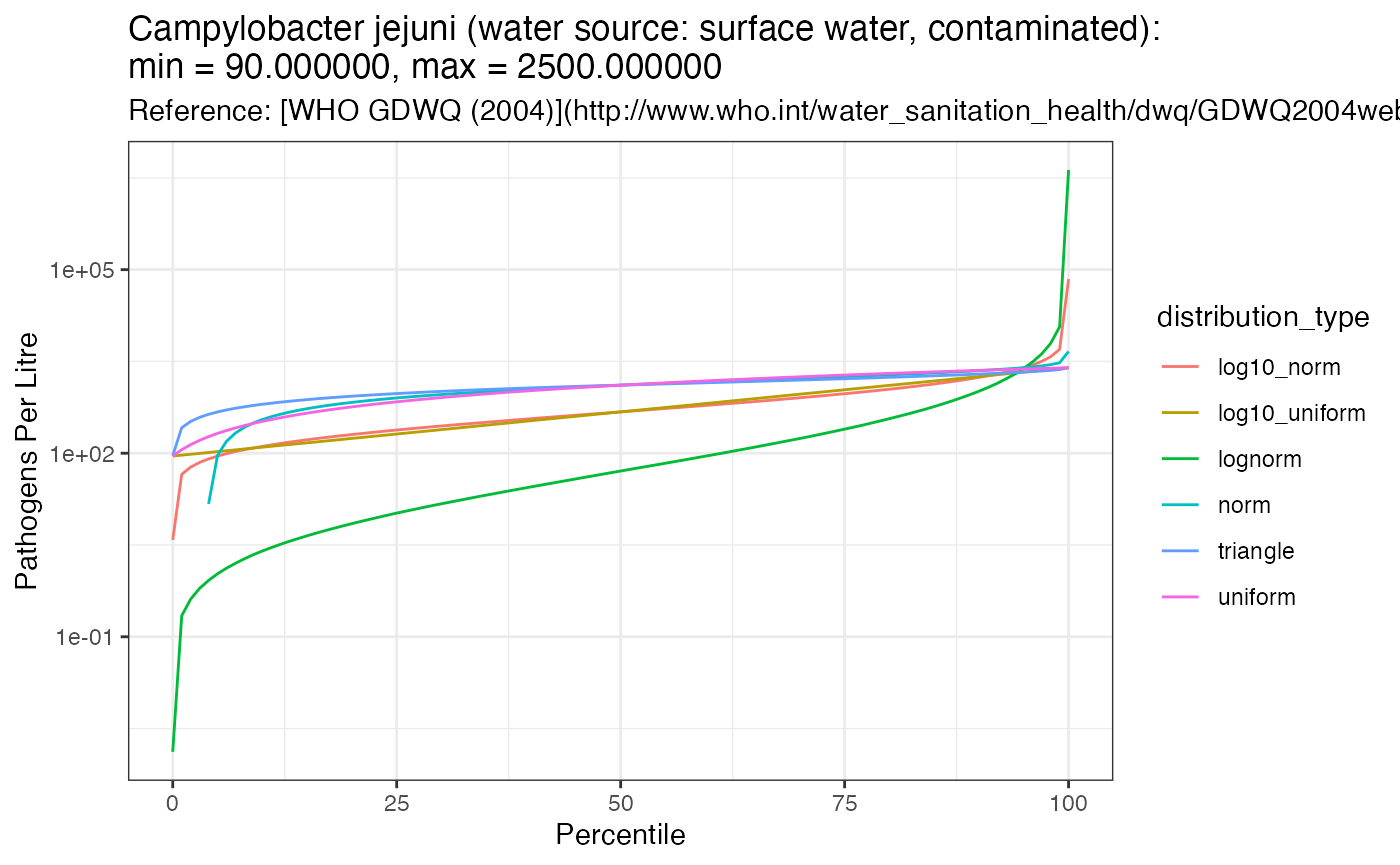 Campylobacter jejuni (water source: surface water, contaminated):
min = 90.000000, max = 2500.000000
Reference: [WHO GDWQ (2004)](http://www.who.int/water_sanitation_health/dwq/GDWQ2004web
1e+05
1e+02
1e-01
Pathogens Per Litre
0 25 50 75 100
Percentile
distribution_type
log10_norm
log10_uniform
lognorm
norm
triangle
uniform